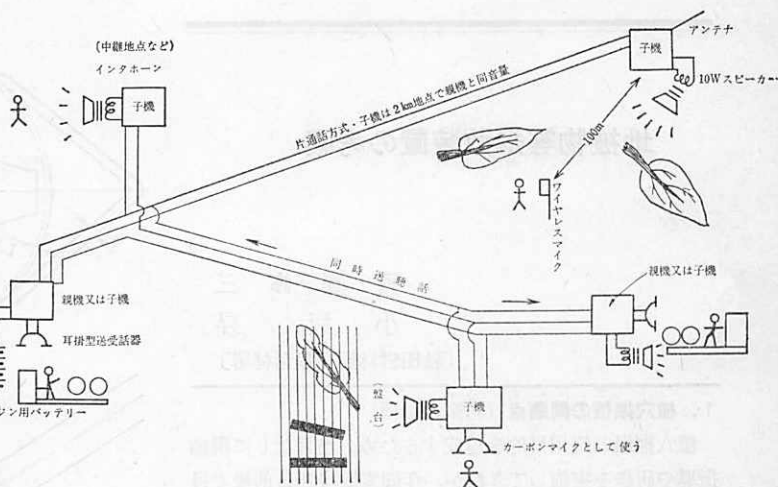 (中継地点など)
インタホーン
子機
アンテナ
子機
10Wスピーカー
片通話方式・子機は2km地点で親機と同音量
100m
ワイヤレスマイク
同時送聴話
親機又は子機
親機又は子機
耳掛型送受話器
ジン用バッテリー
(盤台)
子機
カーボンマイクとして使う